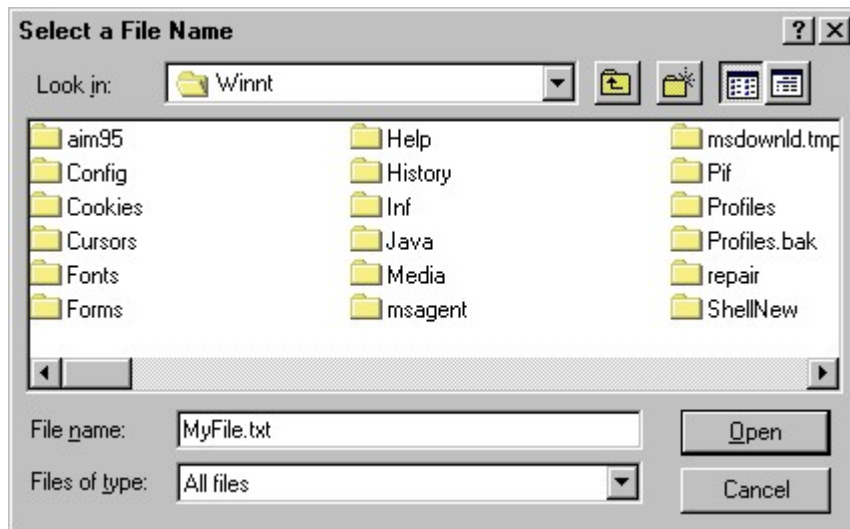 Select a File Name
Look in: Winnt
aim95 Help msdownld.tmp
Config History Pif
Cookies Inf Profiles
Cursors Java Profiles.bak
Fonts Media repair
Forms msagent ShellNew
File name: MyFile.txt Open
Files of type: All files Cancel